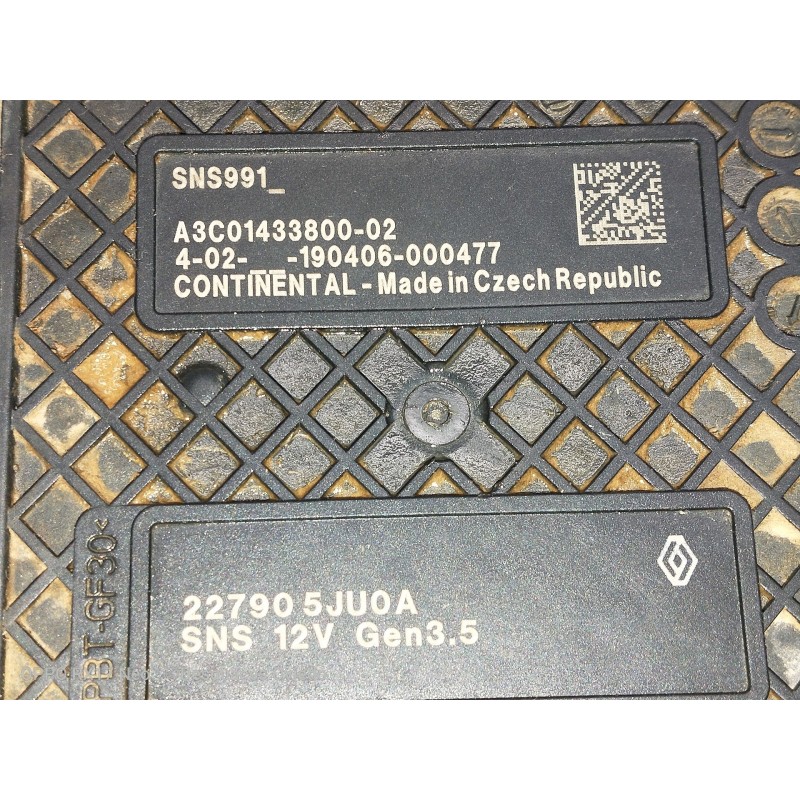 SNS991_
A3C01433800-02
4-02-__-190406-000477
CONTINENTAL - Made in Czech Republic
22790 5JU0A
SNS 12V Gen3.5
PBT-GF30<